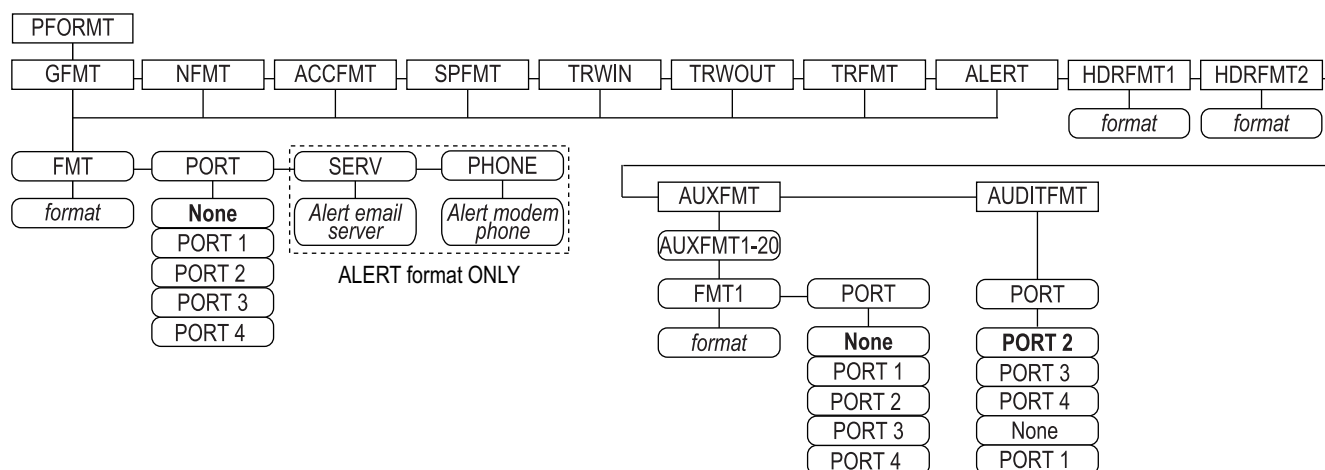 PFORMT
GFMT
NFMT
ACCFMT
SPFMT
TRWIN
TRWOUT
TRFMT
ALERT
HDRFMT1
HDRFMT2
format
format
FMT
PORT
SERV
PHONE
format
None
PORT 1
PORT 2
PORT 3
PORT 4
Alert email
server
Alert modem
phone
ALERT format ONLY
AUXFMT
AUDITFMT
AUXFMT1-20
FMT1
PORT
PORT
format
None
PORT 1
PORT 2
PORT 3
PORT 4
PORT 2
PORT 3
PORT 4
None
PORT 1